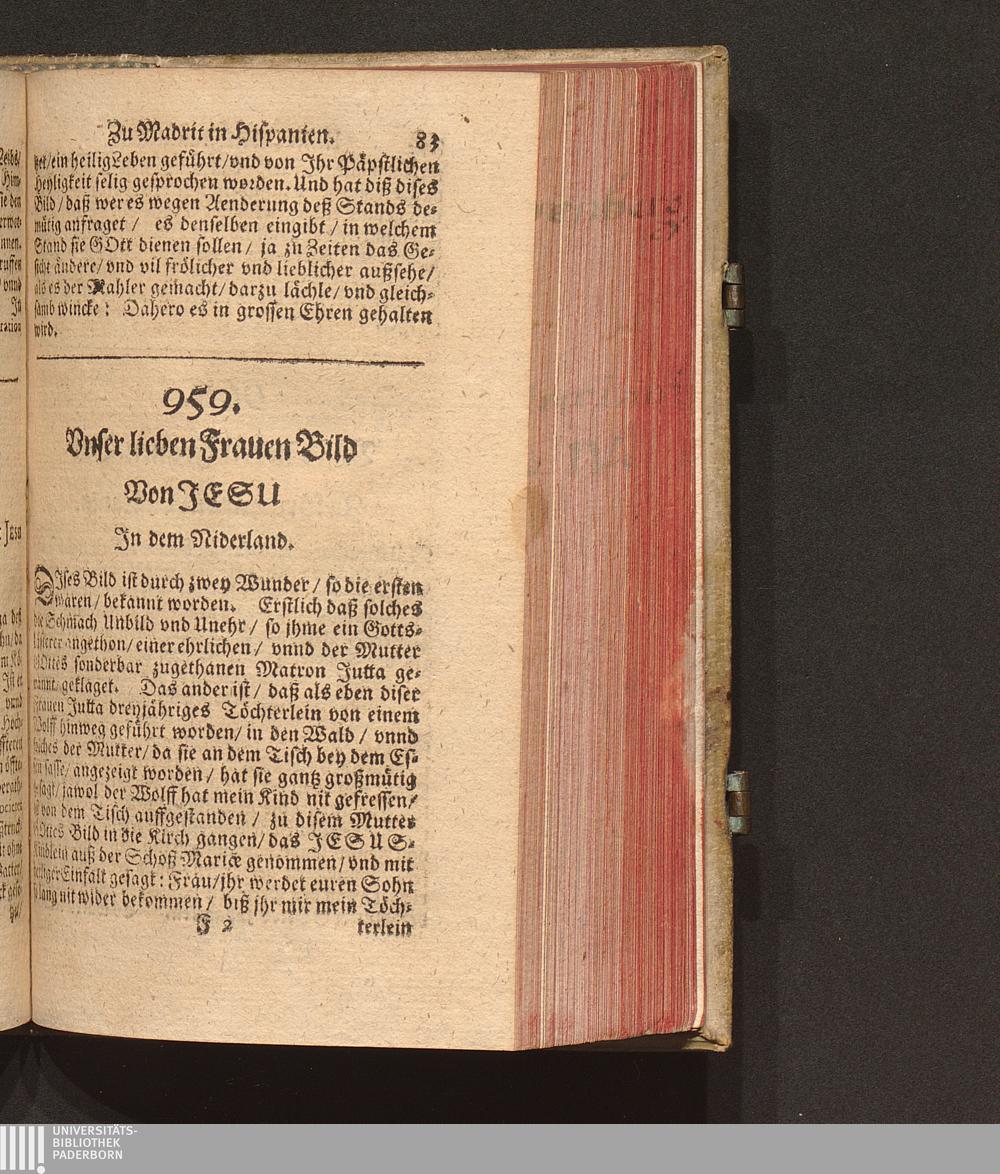 Zu Madrit in Hispanien. 83
ket/ein heilig Leben geführt/vnd von Ihr Päpstlichen
Heyligkeit selig gesprochen worden. Und hat diß dises
Bild/daß wer es wegen Aenderung deß Stands de-
mütig anfraget/ es denselben eingibt/in welchem
Stand sie GOtt dienen sollen/ ja zu Zeiten das Ge-
sicht ändere/vnd vil frölicher vnd lieblicher außsehe/
als es der Mahler gemacht/darzu lächle/vnd gleich-
samb wincke: Dahero es in grossen Ehren gehalten
wird.
959.
Vnser lieben Frauen Bild
Von JESU
In dem Niderland.
DIses Bild ist durch zwey Wunder/so die ersten
waren/bekannt worden. Erstlich daß solches
die Schmach Unbild vnd Unehr/so jhme ein Gotts-
lästerer angethon/einer ehrlichen/vnnd der Mutter
GOttes sonderbar zugethanen Matron Jutta ge-
nannt/geklaget. Das ander ist/daß als eben diser
Frauen Jutta dreyjähriges Töchterlein von einem
Wolff hinweg geführt worden/in den Wald/vnnd
solches der Mutter/da sie an dem Tisch bey dem Es-
sen sasse/angezeigt worden/hat sie gantz großmütig
gesagt/jawol der Wolff hat mein Kind nit gefressen/
ist von dem Tisch auffgestanden/zu disem Mutter
GOttes Bild in die Kirch gangen/das JESUS-
Kindlein auß der Schoß Mariæ genommen/vnd mit
Einfalt gesagt: Frau/jhr werdet euren Sohn
so lang nit wider bekommen/biß jhr mir mein Töch-
F 2 terlein
UNIVERSITÄTS-
BIBLIOTHEK
PADERBORN